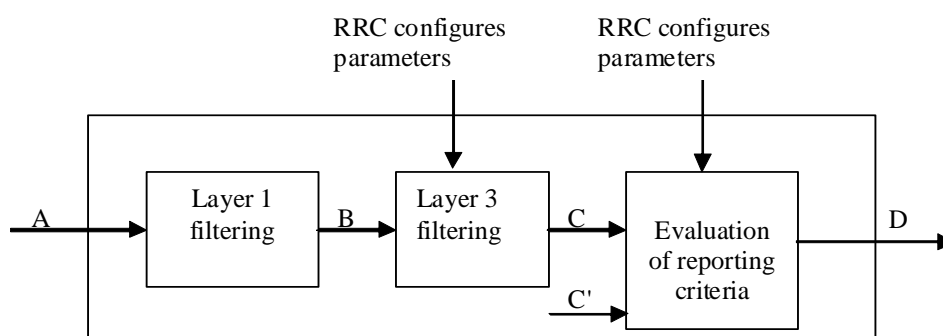 RRC configures
parameters
RRC configures
parameters
Layer 1
filtering
Layer 3
filtering
A
B
C
D
Evaluation
of reporting
criteria
C'